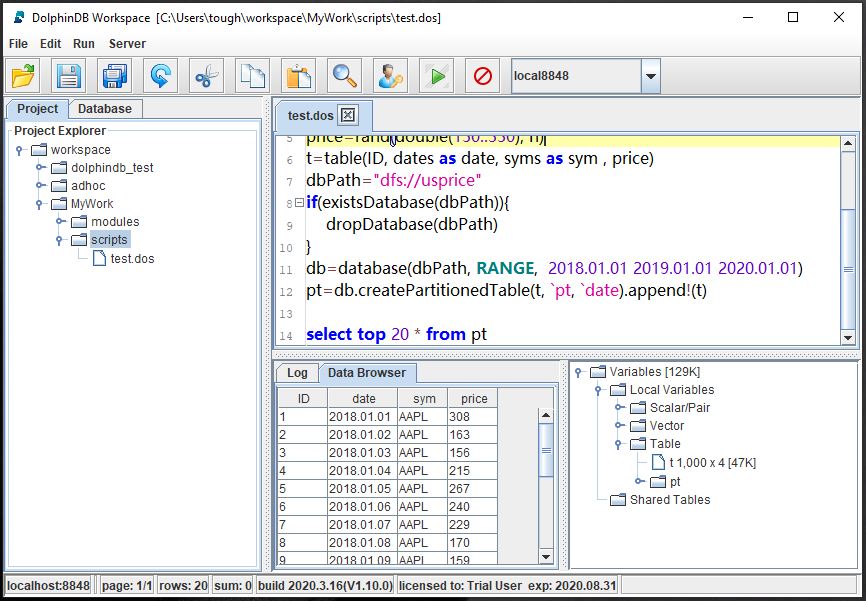 DolphinDB Workspace [C:\Users\tough\workspace\MyWork\scripts\test.dos]
File Edit Run Server
local8848
Project Database
Project Explorer
workspace
dolphindb_test
adhoc
MyWork
modules
scripts
test.dos
test.dos
5 price=rand(double(150..350), n)
6 t=table(ID, dates as date, syms as sym , price)
7 dbPath="dfs://usprice"
8 if(existsDatabase(dbPath)){
9 dropDatabase(dbPath)
10 }
11 db=database(dbPath, RANGE, 2018.01.01 2019.01.01 2020.01.01)
12 pt=db.createPartitionedTable(t, `pt, `date).append!(t)
13
14 select top 20 * from pt
Log Data Browser
ID date sym price
1 2018.01.01 AAPL 308
2 2018.01.02 AAPL 163
3 2018.01.03 AAPL 156
4 2018.01.04 AAPL 215
5 2018.01.05 AAPL 267
6 2018.01.06 AAPL 240
7 2018.01.07 AAPL 229
8 2018.01.08 AAPL 170
9 2018.01.09 AAPL 159
Variables [129K]
Local Variables
Scalar/Pair
Vector
Table
t 1,000 x 4 [47K]
pt
Shared Tables
localhost:8848 page: 1/1 rows: 20 sum: 0 build 2020.3.16(V1.10.0) licensed to: Trial User exp: 2020.08.31